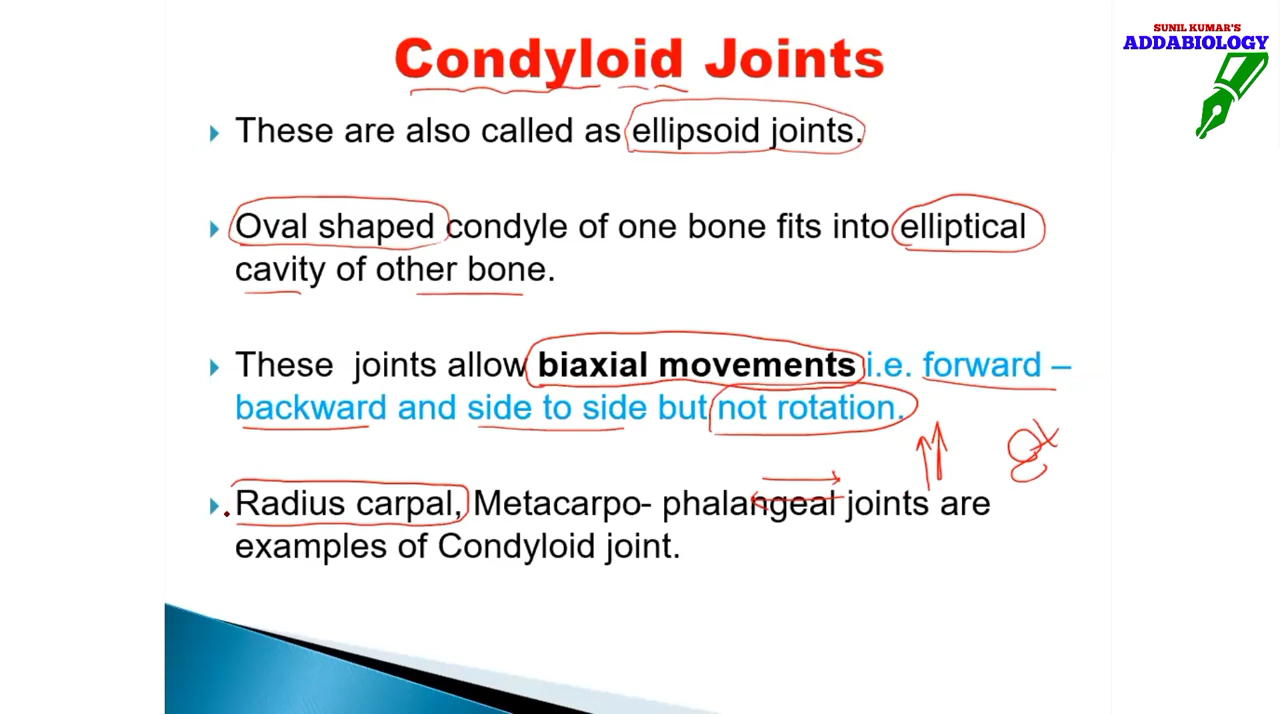 SUNIL KUMAR'S
ADDABIOLOGY
Condyloid Joints
These are also called as ellipsoid joints.
Oval shaped condyle of one bone fits into elliptical
cavity of other bone.
These joints allow biaxial movements i.e. forward –
backward and side to side but not rotation.
Radius carpal, Metacarpo- phalangeal joints are
examples of Condyloid joint.